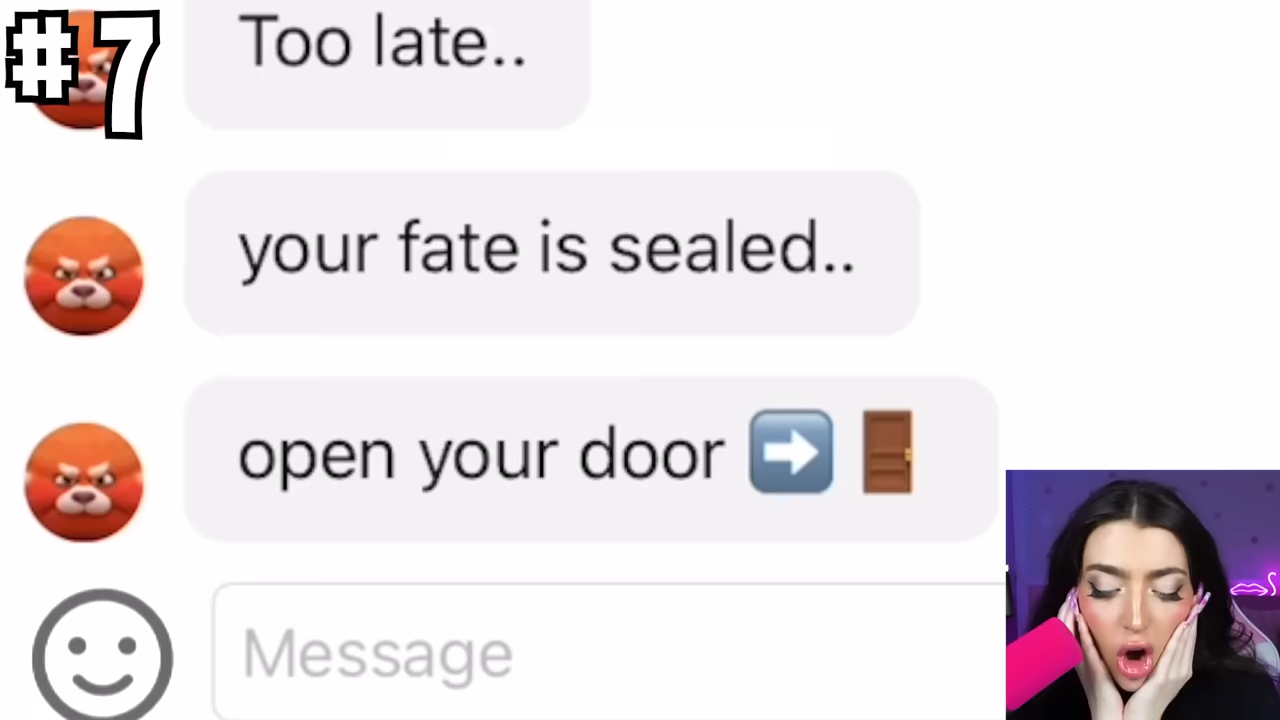 #7
Too late..
your fate is sealed..
open your door ➡️ 🚪
Message